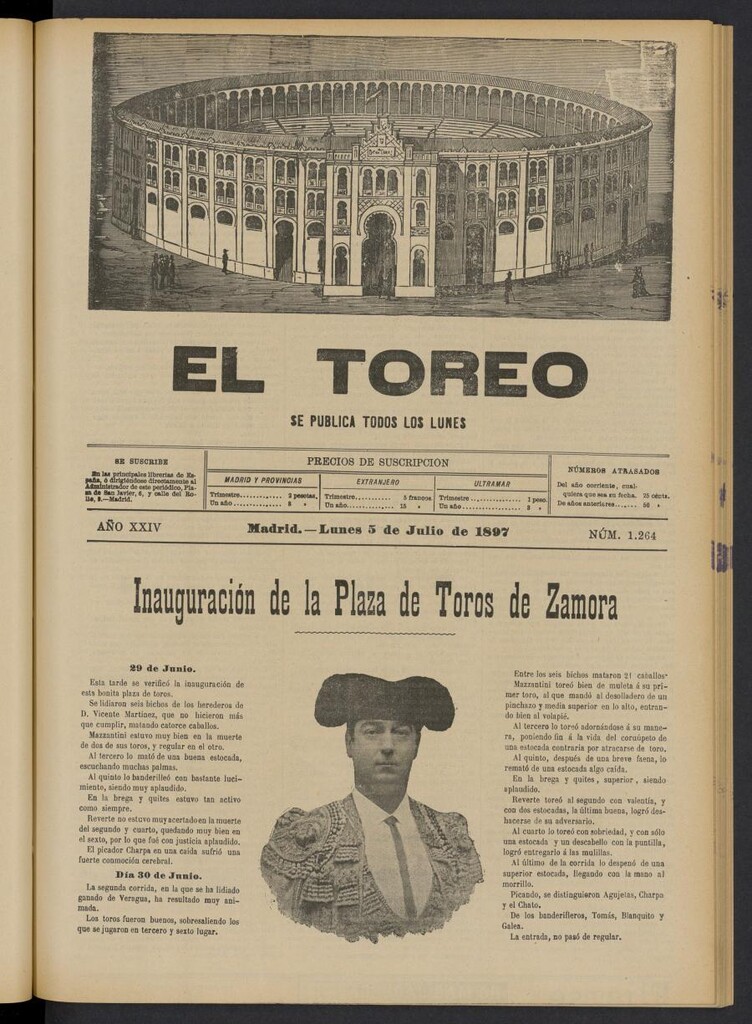 EL TOREO
SE PUBLICA TODOS LOS LUNES
SE SUSCRIBE
En las principales librerías de Es-
paña, ó dirigiéndose directamente al
Administrador de este periódico, Pla-
za de San Javier, 6, y calle del Ro-
llo, 8.—Madrid.
PRECIOS DE SUSCRIPCION
MADRID Y PROVINCIAS
Trimestre............ 2 pesetas.
Un año............ 8 »
EXTRANJERO
Trimestre............ 5 francos
Un año............ 15 »
ULTRAMAR
Trimestre............ 1 peso.
Un año............ 3 »
NÚMEROS ATRASADOS
Del año corriente, cual-
quiera que sea su fecha. 25 cénts.
De años anteriores...... 50 »
AÑO XXIV
Madrid.—Lunes 5 de Julio de 1897
NÚM. 1.264
Inauguración de la Plaza de Toros de Zamora
29 de Junio.
Esta tarde se verificó la inauguración de
esta bonita plaza de toros.
Se lidiaron seis bichos de los herederos de
D. Vicente Martínez, que no hicieron más
que cumplir, matando catorce caballos.
Mazzantini estuvo muy bien en la muerte
de dos de sus toros, y regular en el otro.
Al tercero lo mató de una buena estocada,
escuchando muchas palmas.
Al quinto lo banderilleó con bastante luci-
miento, siendo muy aplaudido.
En la brega y quites estuvo tan activo
como siempre.
Reverte no estuvo muy acertado en la muerte
del segundo y cuarto, quedando muy bien en
el sexto, por lo que fué con justicia aplaudido.
El picador Charpa en una caída sufrió una
fuerte conmoción cerebral.
Día 30 de Junio.
La segunda corrida, en la que se ha lidiado
ganado de Veragua, ha resultado muy ani-
mada.
Los toros fueron buenos, sobresaliendo los
que se jugaron en tercero y sexto lugar.
Entre los seis bichos mataron 21 caballos
Mazzantini toreó bien de muleta á su pri-
mer toro, al que mandó al desolladero de un
pinchazo y media superior en lo alto, entran-
do bien al volapié.
Al tercero lo toreó adornándose á su mane-
ra, poniendo fin á la vida del cornúpeto de
una estocada contraria por atracarse de toro.
Al quinto, después de una breve faena, lo
remató de una estocada algo caída.
En la brega y quites, superior, siendo
aplaudido.
Reverte toreó al segundo con valentía, y
con dos estocadas, la última buena, logró des-
hacerse de su adversario.
Al cuarto lo toreó con sobriedad, y con sólo
una estocada y un descabello con la puntilla,
logró entregarlo á las mulillas.
Al último de la corrida lo despenó de una
superior estocada, llegando con la mano al
morrillo.
Picando, se distinguieron Agujetas, Charpa
y el Chato.
De los banderilleros, Tomás, Blanquito y
Galea.
La entrada, no pasó de regular.